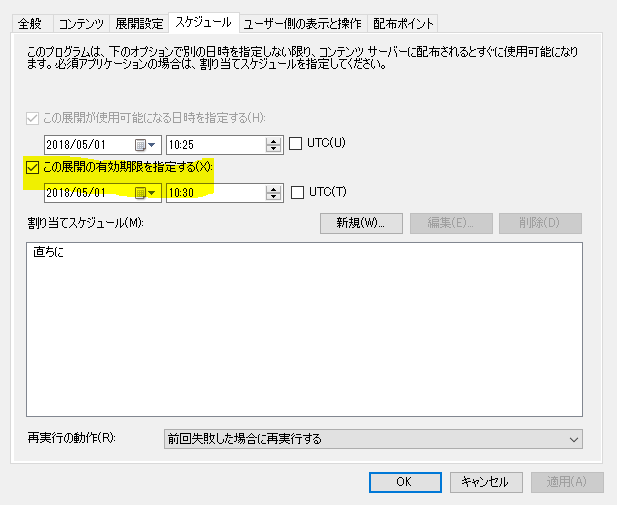 全般 コンテンツ 展開設定 スケジュール ユーザー側の表示と操作 配布ポイント
このプログラムは、下のオプションで別の日時を指定しない限り、コンテンツ サーバーに配布されるとすぐに使用可能になり
ます。必須アプリケーションの場合は、割り当てスケジュールを指定してください。
この展開が使用可能になる日時を指定する(H):
2018/05/01 10:25 UTC(U)
この展開の有効期限を指定する(X):
2018/05/01 10:30 UTC(T)
割り当てスケジュール(M): 新規(W)... 編集(E)... 削除(D)
直ちに
再実行の動作(R): 前回失敗した場合に再実行する
OK キャンセル 適用(A)